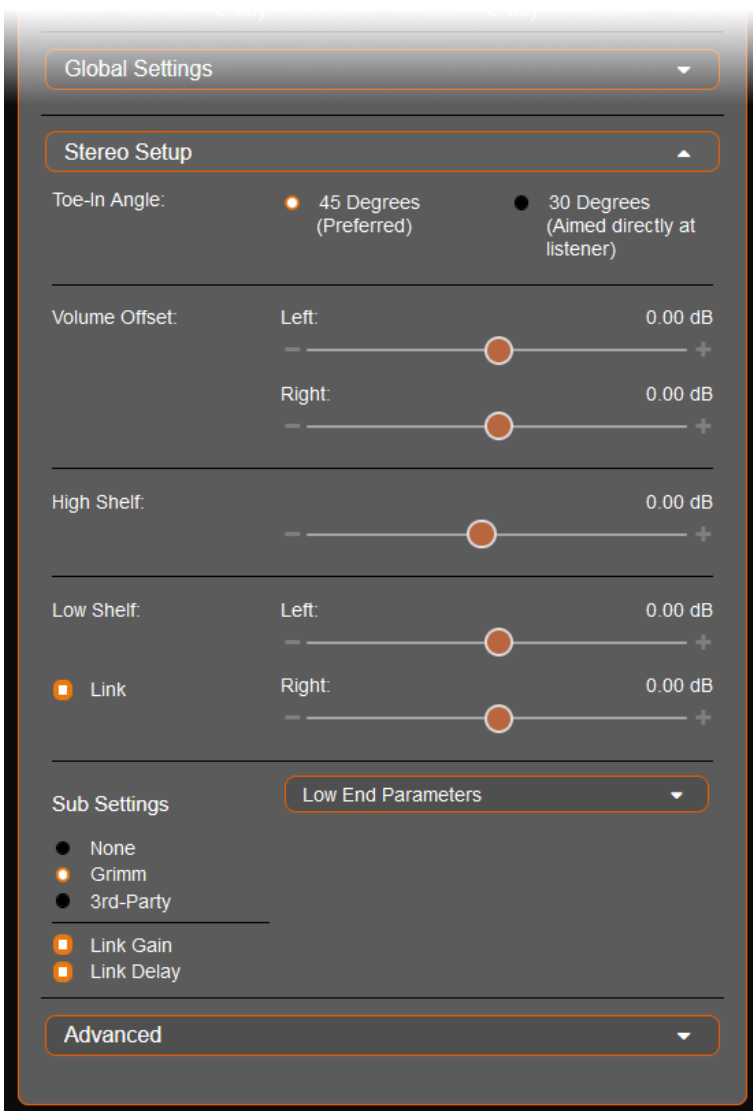 Global Settings
Stereo Setup
Toe-In Angle:
45 Degrees
(Preferred)
30 Degrees
(Aimed directly at
listener)
Volume Offset:
Left:
0.00 dB
Right:
0.00 dB
High Shelf:
0.00 dB
Low Shelf:
Left:
0.00 dB
Link
Right:
0.00 dB
Sub Settings
Low End Parameters
None
Grimm
3rd-Party
Link Gain
Link Delay
Advanced